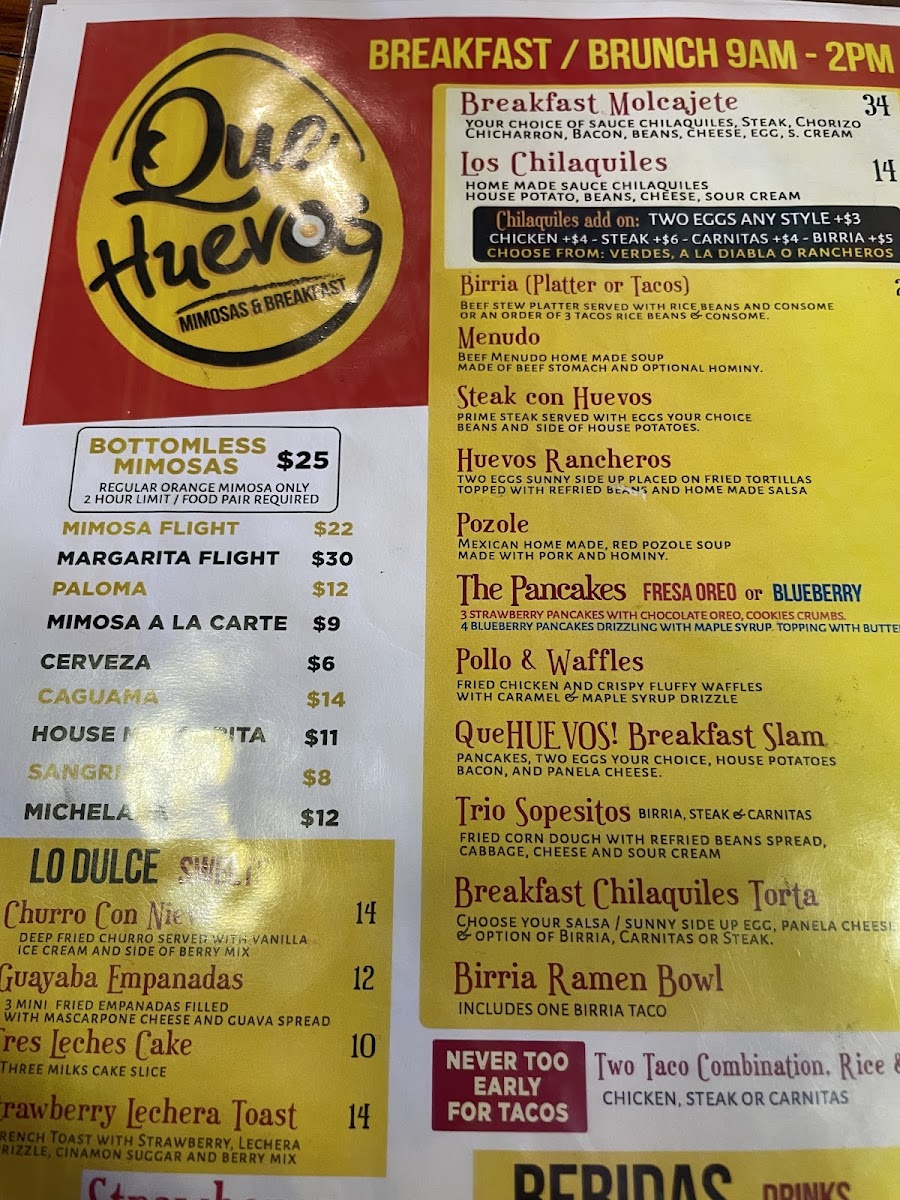 Que
Huevos
MIMOSAS & BREAKFAST
BREAKFAST / BRUNCH 9AM - 2PM
Breakfast Molcajete 34
YOUR CHOICE OF SAUCE CHILAQUILES, STEAK, CHORIZO
CHICHARRON, BACON, BEANS, CHEESE, EGG, S. CREAM
Los Chilaquiles 14
HOME MADE SAUCE CHILAQUILES
HOUSE POTATO, BEANS, CHEESE, SOUR CREAM
Chilaquiles add on: TWO EGGS ANY STYLE +$3
CHICKEN +$4 - STEAK +$6 - CARNITAS +$4 - BIRRIA +$5
CHOOSE FROM: VERDES, A LA DIABLA O RANCHEROS
Birria (Platter or Tacos)
BEEF STEW PLATTER SERVED WITH RICE BEANS AND CONSOME
OR AN ORDER OF 3 TACOS RICE BEANS & CONSOME.
Menudo
BEEF MENUDO HOME MADE SOUP
MADE OF BEEF STOMACH AND OPTIONAL HOMINY.
Steak con Huevos
PRIME STEAK SERVED WITH EGGS YOUR CHOICE
BEANS AND SIDE OF HOUSE POTATOES.
Huevos Rancheros
TWO EGGS SUNNY SIDE UP PLACED ON FRIED TORTILLAS
TOPPED WITH REFRIED BEANS AND HOME MADE SALSA
Pozole
MEXICAN HOME MADE, RED POZOLE SOUP
MADE WITH PORK AND HOMINY.
The Pancakes FRESA OREO or BLUEBERRY
3 STRAWBERRY PANCAKES WITH CHOCOLATE OREO, COOKIES CRUMBS.
4 BLUEBERRY PANCAKES DRIZZLING WITH MAPLE SYRUP. TOPPING WITH BUTTE
Pollo & Waffles
FRIED CHICKEN AND CRISPY FLUFFY WAFFLES
WITH CARAMEL & MAPLE SYRUP DRIZZLE
QueHUEVOS! Breakfast Slam
PANCAKES, TWO EGGS YOUR CHOICE, HOUSE POTATOES
BACON, AND PANELA CHEESE.
Trio Sopesitos BIRRIA, STEAK & CARNITAS
FRIED CORN DOUGH WITH REFRIED BEANS SPREAD,
CABBAGE, CHEESE AND SOUR CREAM
Breakfast Chilaquiles Torta
CHOOSE YOUR SALSA / SUNNY SIDE UP EGG, PANELA CHEESE
& OPTION OF BIRRIA, CARNITAS OR STEAK.
Birria Ramen Bowl
INCLUDES ONE BIRRIA TACO
NEVER TOO
EARLY
FOR TACOS
Two Taco Combination, Rice &
CHICKEN, STEAK OR CARNITAS
BEBIDAS DRINKS
BOTTOMLESS
MIMOSAS $25
REGULAR ORANGE MIMOSA ONLY
2 HOUR LIMIT / FOOD PAIR REQUIRED
MIMOSA FLIGHT $22
MARGARITA FLIGHT $30
PALOMA $12
MIMOSA A LA CARTE $9
CERVEZA $6
CAGUAMA $14
HOUSE $11
$8
$12
LO DULCE SWEET
Churro Con 14
DEEP FRIED CHURRO SERVED WITH VANILLA
ICE CREAM AND SIDE OF BERRY MIX
Guayaba Empanadas 12
3 MINI FRIED EMPANADAS FILLED
WITH MASCARPONE CHEESE AND GUAVA SPREAD
Tres Leches Cake 10
THREE MILKS CAKE SLICE
trawberry Lechera Toast 14
RENCH TOAST WITH STRAWBERRY, LECHERA
RIZZLE, CINAMON SUGGAR AND BERRY MIX